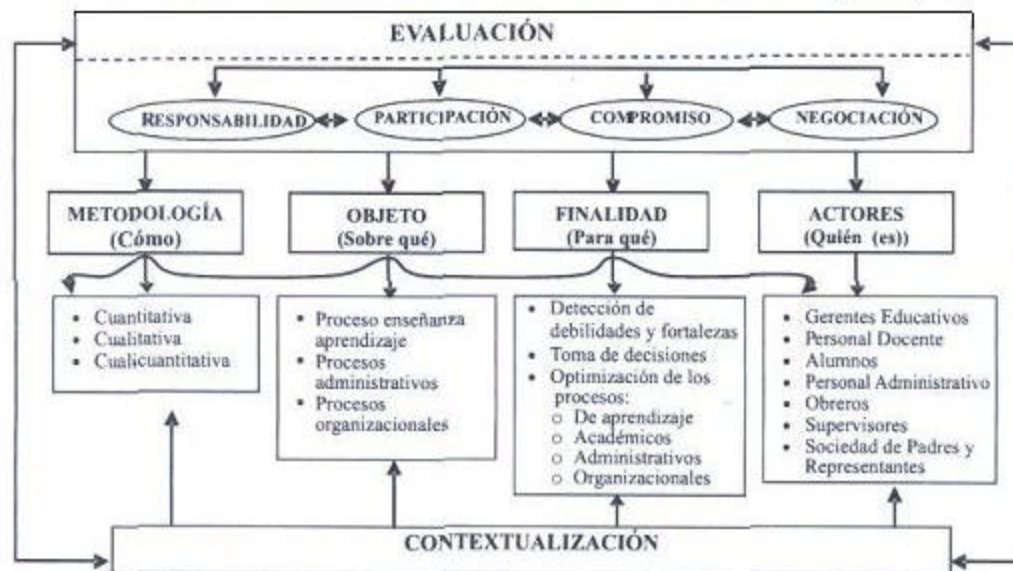 EVALUACIÓN
RESPONSABILIDAD
PARTICIPACIÓN
COMPROMISO
NEGOCIACIÓN
METODOLOGÍA
(Cómo)
OBJETO
(Sobre qué)
FINALIDAD
(Para qué)
ACTORES
(Quién (es))
• Cuantitativa
• Cualitativa
• Cualicuantitativa
• Proceso enseñanza
aprendizaje
• Procesos
administrativos
• Procesos
organizacionales
• Detección de
debilidades y fortalezas
• Toma de decisiones
• Optimización de los
procesos:
o De aprendizaje
o Académicos
o Administrativos
o Organizacionales
• Gerentes Educativos
• Personal Docente
• Alumnos
• Personal Administrativo
• Obreros
• Supervisores
• Sociedad de Padres y
Representantes
CONTEXTUALIZACIÓN